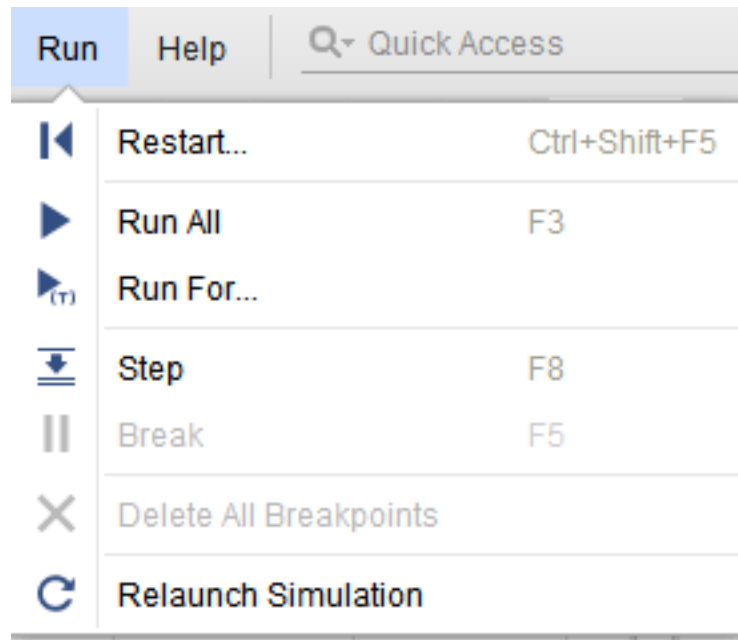 Run Help Quick Access
Restart... Ctrl+Shift+F5
Run All F3
(T) Run For...
Step F8
Break F5
Delete All Breakpoints
Relaunch Simulation